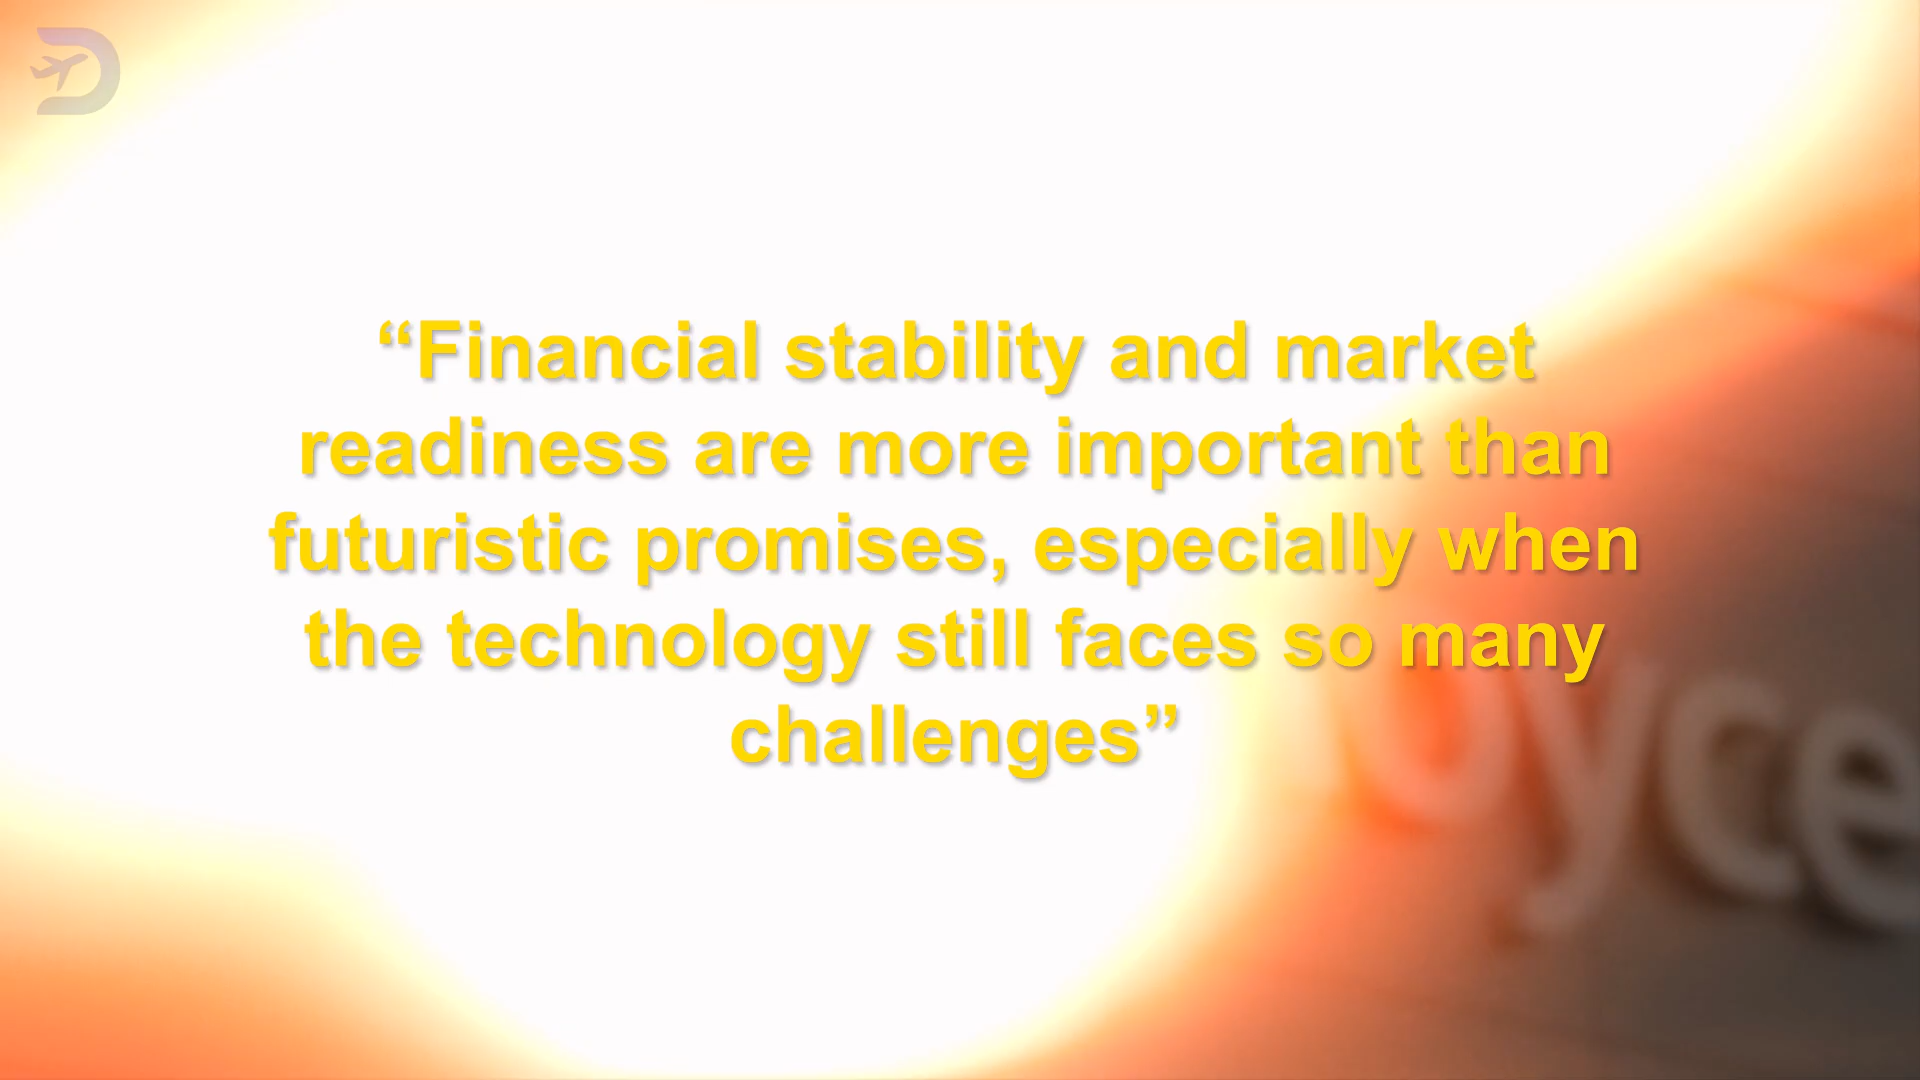 “Financial stability and market
readiness are more important than
futuristic promises, especially when
the technology still faces so many
challenges”
oyce